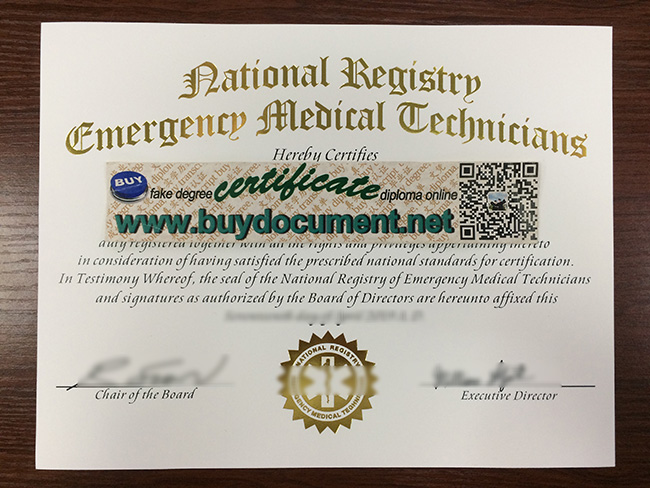 National Registry
Emergency Medical Technicians
Hereby Certifies
BUY fake degree certificate diploma online
www.buydocument.net
duly registered together with all the rights and privileges appertaining thereto
in consideration of having satisfied the prescribed national standards for certification.
In Testimony Whereof, the seal of the National Registry of Emergency Medical Technicians
and signatures as authorized by the Board of Directors are hereunto affixed this
NATIONAL REGISTRY
Chair of the Board
Executive Director